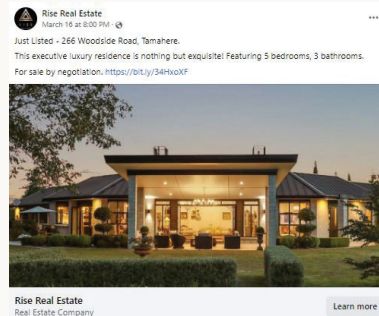 Rise Real Estate
March 16 at 8:00 PM ·
Just Listed - 266 Woodside Road, Tamahere.
This executive luxury residence is nothing but exquisite! Featuring 5 bedrooms, 3 bathrooms.
For sale by negotiation. https://bit.ly/34HxoXF
Rise Real Estate
Real Estate Company
Learn more